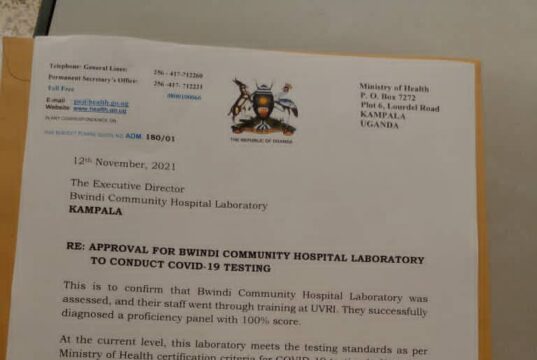 Telephone: General Lines: 256 - 417-712260
Permanent Secretary's Office: 256 -417- 712221
Toll Free 0800100066
E-mail ps@health.go.ug
Website: www.health.go.ug
IN ANY CORRESPONDENCE ON
THIS SUBJECT PLEASE QUOTE NO. ADM. 180/01
THE REPUBLIC OF UGANDA
Ministry of Health
P. O. Box 7272
Plot 6, Lourdel Road
KAMPALA
UGANDA
12th November, 2021
The Executive Director
Bwindi Community Hospital Laboratory
KAMPALA
RE: APPROVAL FOR BWINDI COMMUNITY HOSPITAL LABORATORY
TO CONDUCT COVID-19 TESTING
This is to confirm that Bwindi Community Hospital Laboratory was
assessed, and their staff went through training at UVRI. They successfully
diagnosed a proficiency panel with 100% score.
At the current level, this laboratory meets the testing standards as per
Ministry of Health certification criteria for COVID-19